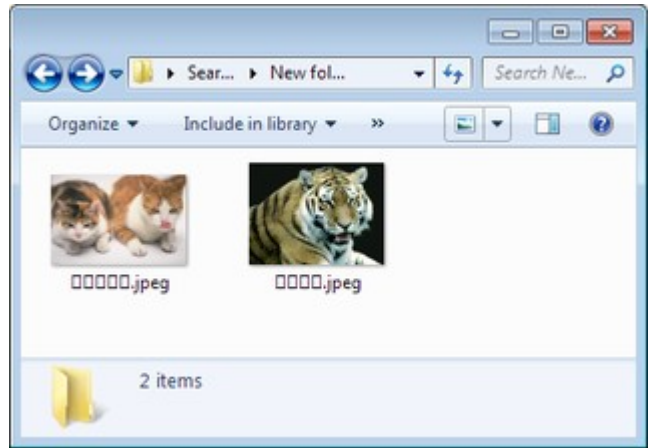 Sear... ▸ New fol...
Search Ne...
Organize
Include in library
»
□□□□□.jpeg
□□□□.jpeg
2 items